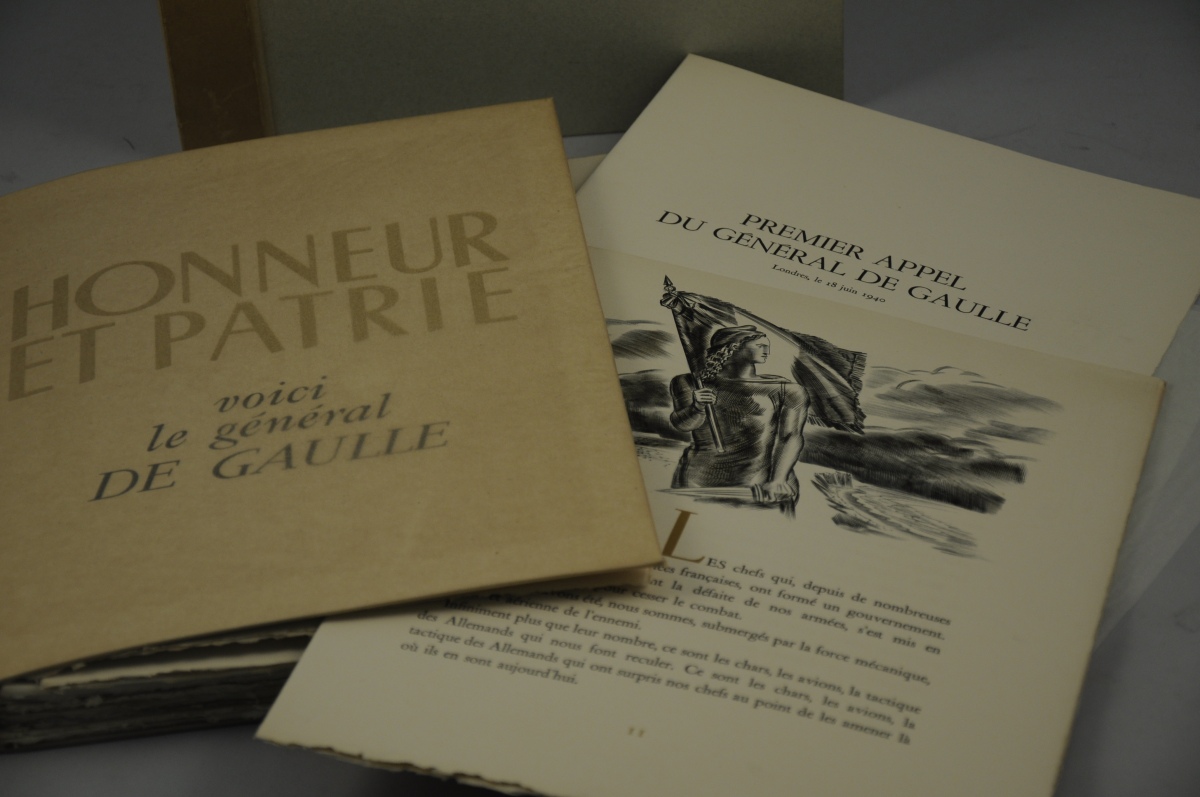 HONNEUR
ET PATRIE
voici
le général
DE GAULLE
PREMIER APPEL
DU GÉNÉRAL DE GAULLE
Londres, le 18 juin 1940
LES chefs qui, depuis de nombreuses
françaises, ont formé un gouvernement.
la défaite de nos armées, s'est mis en
cesser le combat.
été, nous sommes, submergés par la force mécanique,
de l'ennemi.
Infiniment plus que leur nombre, ce sont les chars, les avions, la tactique
des Allemands qui nous font reculer. Ce sont les chars, les avions, la
tactique des Allemands qui ont surpris nos chefs au point de les amener là
où ils en sont aujourd'hui.